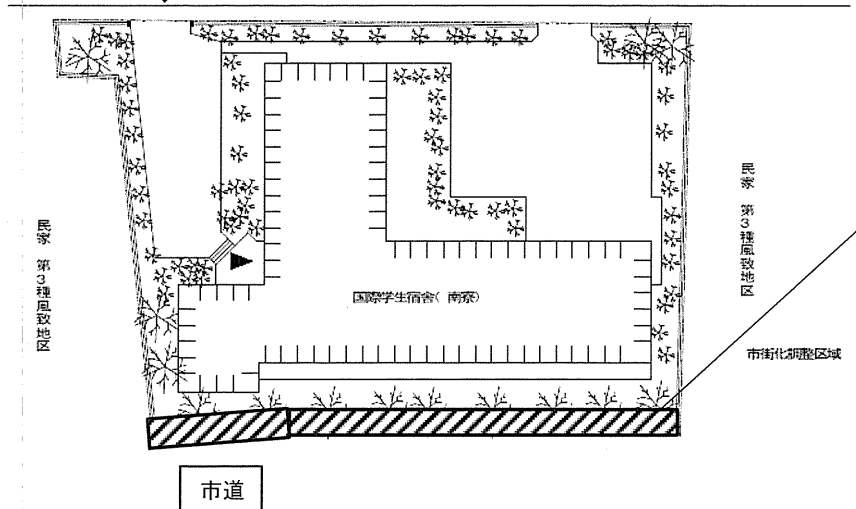 民家 第3種風致地区
国際学生宿舎( 南寮)
民家 第3種風致地区
市街化調整区域
市道